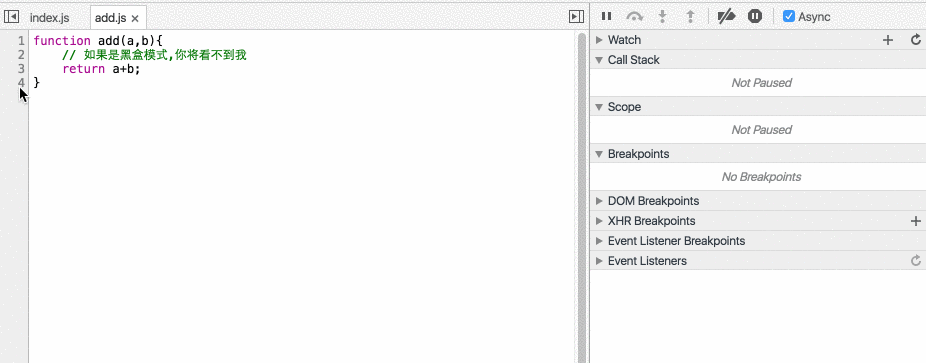 index.js add.js ×
Async
1 function add(a,b){
2 // 如果是黑盒模式,你将看不到我
3 return a+b;
4 }
Watch
Call Stack
Not Paused
Scope
Not Paused
Breakpoints
No Breakpoints
DOM Breakpoints
XHR Breakpoints
Event Listener Breakpoints
Event Listeners